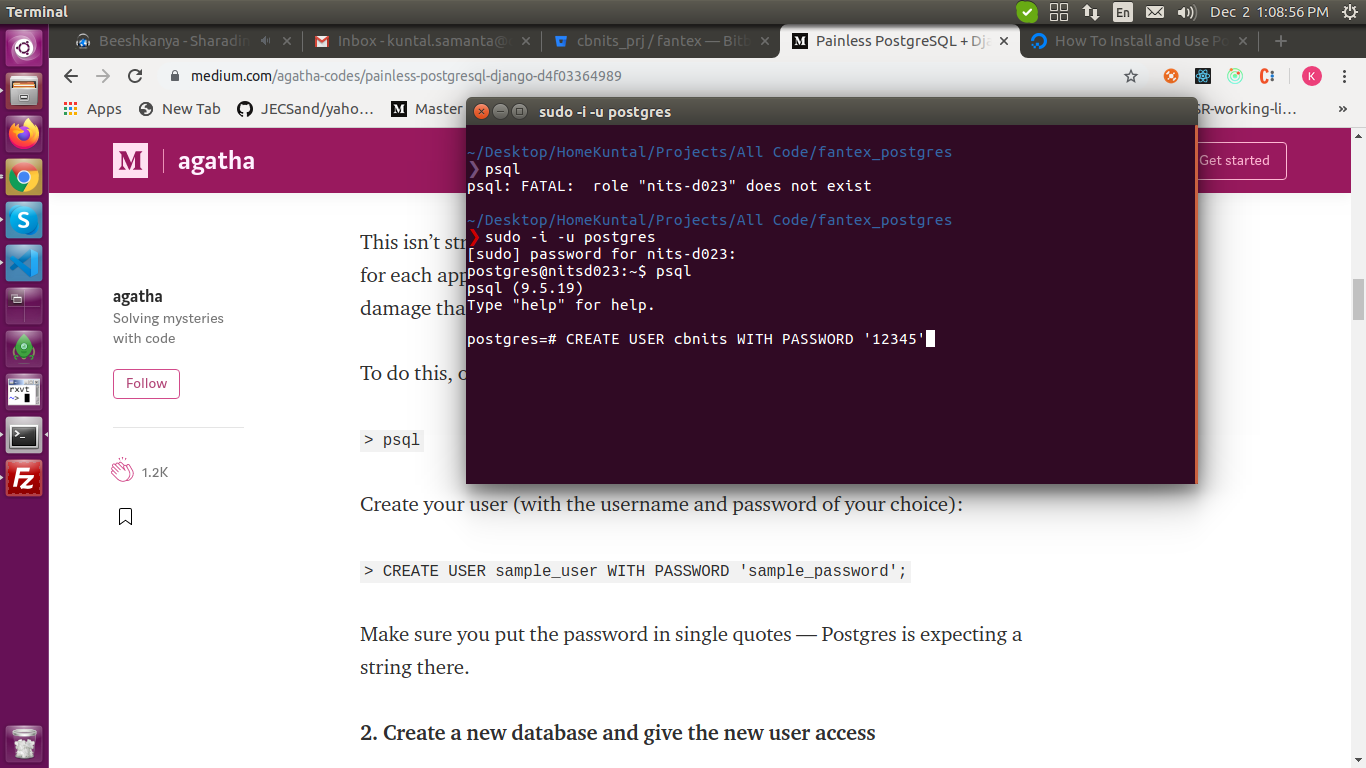 Terminal
En
Dec 2 1:08:56 PM
Beeshkanya - Sharadin
Inbox - kuntal.samanta@
cbnits_prj / fantex — Bitb
Painless PostgreSQL + Dja
How To Install and Use Po
medium.com/agatha-codes/painless-postgresql-django-d4f03364989
K
Apps
New Tab
JECSand/yaho...
Master
SR-working-li...
»
M
agatha
Get started
sudo -i -u postgres
~/Desktop/HomeKuntal/Projects/All Code/fantex_postgres
❯ psql
psql: FATAL:  role "nits-d023" does not exist
~/Desktop/HomeKuntal/Projects/All Code/fantex_postgres
❯ sudo -i -u postgres
[sudo] password for nits-d023:
postgres@nitsd023:~$ psql
psql (9.5.19)
Type "help" for help.
postgres=# CREATE USER cbnits WITH PASSWORD '12345'
This isn’t
for each app
damage tha
agatha
Solving mysteries
with code
Follow
1.2K
To do this,
> psql
Create your user (with the username and password of your choice):
> CREATE USER sample_user WITH PASSWORD 'sample_password';
Make sure you put the password in single quotes — Postgres is expecting a
string there.
2. Create a new database and give the new user access
rxvt
~>
Fz